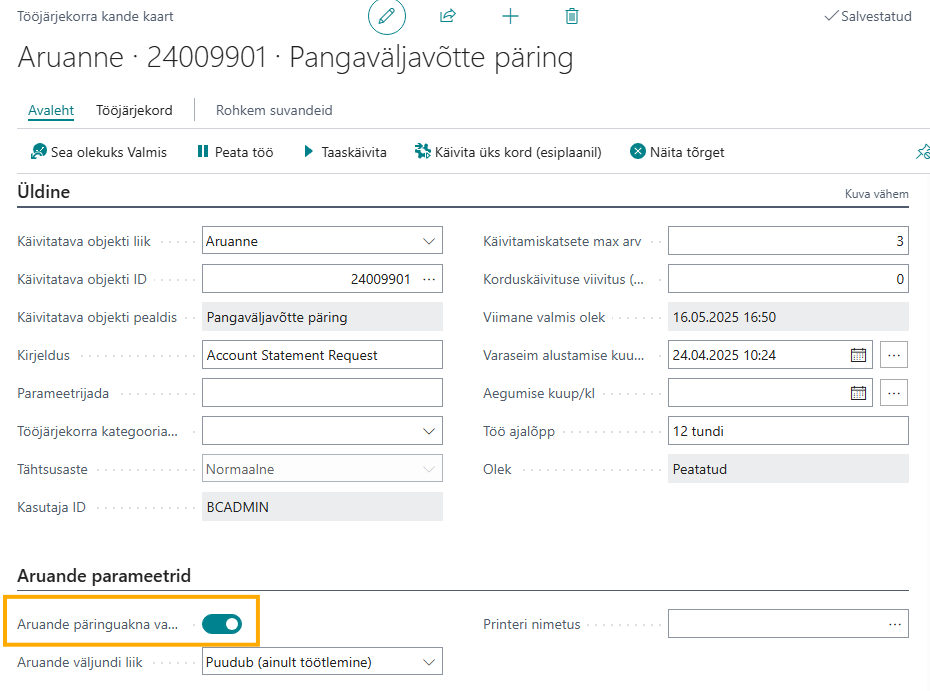 Tööjärjekorra kande kaart
Salvestatud
Aruanne · 24009901 · Pangaväljavõtte päring
Avaleht Tööjärjekord Rohkem suvandeid
Sea olekuks Valmis Peata töö Taaskäivita Käivita üks kord (esiplaanil) Näita tõrget
Üldine
Kuva vähem
Käivitatava objekti liik Aruanne
Käivitamiskatsete max arv 3
Käivitatava objekti ID 24009901 ...
Korduskäivituse viivitus (... 0
Käivitatava objekti pealdis Pangaväljavõtte päring
Viimane valmis olek 16.05.2025 16:50
Kirjeldus Account Statement Request
Varaseim alustamise kuu... 24.04.2025 10:24 ...
Parameetrijada
Aegumise kuup/kl ...
Tööjärjekorra kategooria...
Töö ajalõpp 12 tundi
Tähtsusaste Normaalne
Olek Peatatud
Kasutaja ID BCADMIN
Aruande parameetrid
Aruande päringuakna va...
Printeri nimetus ...
Aruande väljundi liik Puudub (ainult töötlemine)